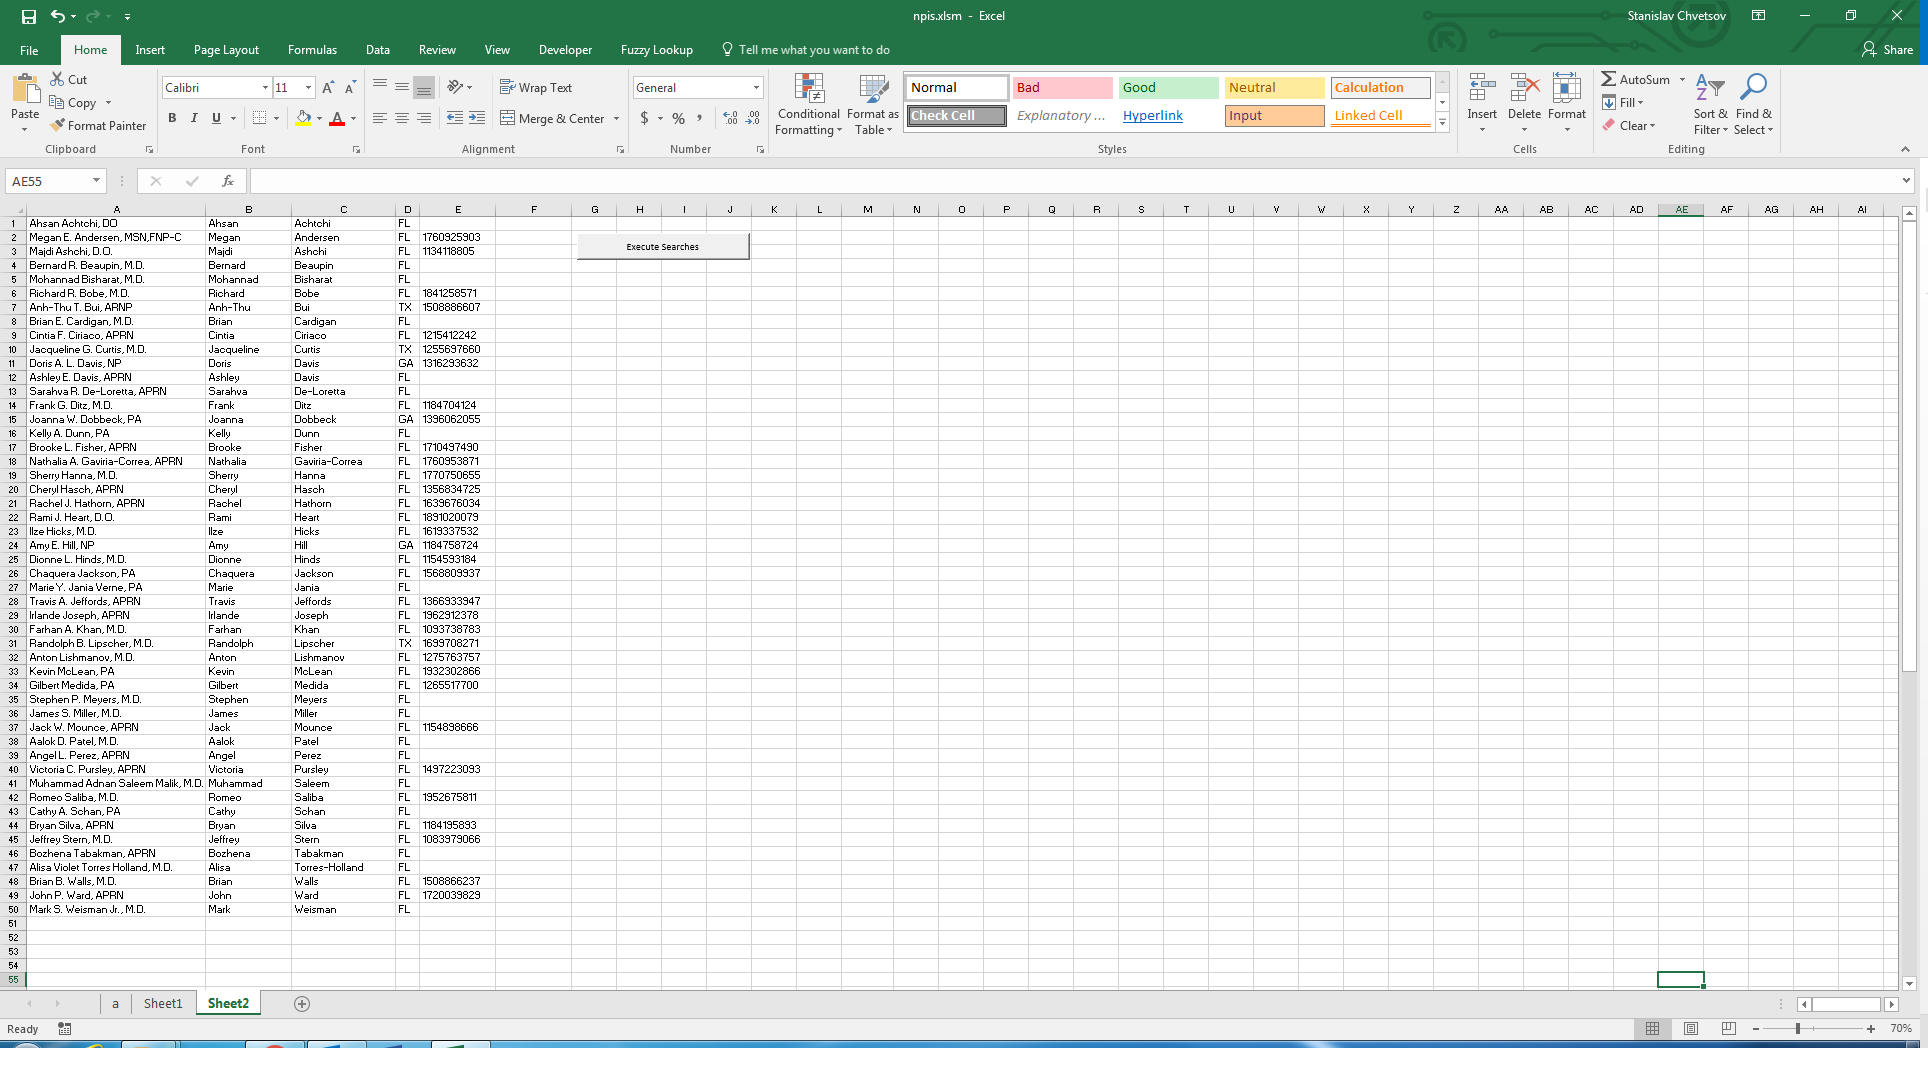 npis.xlsm - Excel
Stanislav Chvetsov
File Home Insert Page Layout Formulas Data Review View Developer Fuzzy Lookup Tell me what you want to do Share
Paste
Cut
Copy
Format Painter
Clipboard
Calibri 11
B I U A
Font
Wrap Text
Merge & Center
Alignment
General
$ % ,
Number
Conditional Formatting
Format as Table
Normal Bad Good Neutral Calculation
Check Cell Explanatory ... Hyperlink Input Linked Cell
Styles
Insert Delete Format
Cells
AutoSum
Fill
Clear
Sort & Filter
Find & Select
Editing
AE55 fx
A B C D E F G H I J K L M N O P Q R S T U V W X Y Z AA AB AC AD AE AF AG AH AI
1 Ahsan Achtchi, DO Ahsan Achtchi FL
2 Megan E. Andersen, MSN,FNP-C Megan Andersen FL 1760925903
Execute Searches
3 Majdi Ashchi, D.O. Majdi Ashchi FL 1134118805
4 Bernard R. Beaupin, M.D. Bernard Beaupin FL
5 Mohannad Bisharat, M.D. Mohannad Bisharat FL
6 Richard R. Bobe, M.D. Richard Bobe FL 1841258571
7 Anh-Thu T. Bui, ARNP Anh-Thu Bui TX 1508886607
8 Brian E. Cardigan, M.D. Brian Cardigan FL
9 Cintia F. Ciriaco, APRN Cintia Ciriaco FL 1215412242
10 Jacqueline G. Curtis, M.D. Jacqueline Curtis TX 1255697660
11 Doris A. L. Davis, NP Doris Davis GA 1316293632
12 Ashley E. Davis, APRN Ashley Davis FL
13 Sarahva R. De-Loretta, APRN Sarahva De-Loretta FL
14 Frank G. Ditz, M.D. Frank Ditz FL 1184704124
15 Joanna W. Dobbeck, PA Joanna Dobbeck GA 1396062055
16 Kelly A. Dunn, PA Kelly Dunn FL
17 Brooke L. Fisher, APRN Brooke Fisher FL 1710497490
18 Nathalia A. Gaviria-Correa, APRN Nathalia Gaviria-Correa FL 1760953871
19 Sherry Hanna, M.D. Sherry Hanna FL 1770750655
20 Cheryl Hasch, APRN Cheryl Hasch FL 1356834725
21 Rachel J. Hathorn, APRN Rachel Hathorn FL 1639676034
22 Rami J. Heart, D.O. Rami Heart FL 1891020079
23 Ilze Hicks, M.D. Ilze Hicks FL 1619337532
24 Amy E. Hill, NP Amy Hill GA 1184758724
25 Dionne L. Hinds, M.D. Dionne Hinds FL 1154593184
26 Chaquera Jackson, PA Chaquera Jackson FL 1568809937
27 Marie Y. Jania Verne, PA Marie Jania FL
28 Travis A. Jeffords, APRN Travis Jeffords FL 1366933947
29 Irlande Joseph, APRN Irlande Joseph FL 1962912378
30 Farhan A. Khan, M.D. Farhan Khan FL 1093738783
31 Randolph B. Lipscher, M.D. Randolph Lipscher TX 1699708271
32 Anton Lishmanov, M.D. Anton Lishmanov FL 1275763757
33 Kevin McLean, PA Kevin McLean FL 1932302866
34 Gilbert Medida, PA Gilbert Medida FL 1265517700
35 Stephen P. Meyers, M.D. Stephen Meyers FL
36 James S. Miller, M.D. James Miller FL
37 Jack W. Mounce, APRN Jack Mounce FL 1154898666
38 Aalok D. Patel, M.D. Aalok Patel FL
39 Angel L. Perez, APRN Angel Perez FL
40 Victoria C. Pursley, APRN Victoria Pursley FL 1497223093
41 Muhammad Adnan Saleem Malik, M.D. Muhammad Saleem FL
42 Romeo Saliba, M.D. Romeo Saliba FL 1952675811
43 Cathy A. Schan, PA Cathy Schan FL
44 Bryan Silva, APRN Bryan Silva FL 1184195893
45 Jeffrey Stern, M.D. Jeffrey Stern FL 1083979066
46 Bozhena Tabakman, APRN Bozhena Tabakman FL
47 Alisa Violet Torres Holland, M.D. Alisa Torres-Holland FL
48 Brian B. Walls, M.D. Brian Walls FL 1508866237
49 John P. Ward, APRN John Ward FL 1720039829
50 Mark S. Weisman Jr., M.D. Mark Weisman FL
51
52
53
54
55
a Sheet1 Sheet2
Ready 70%